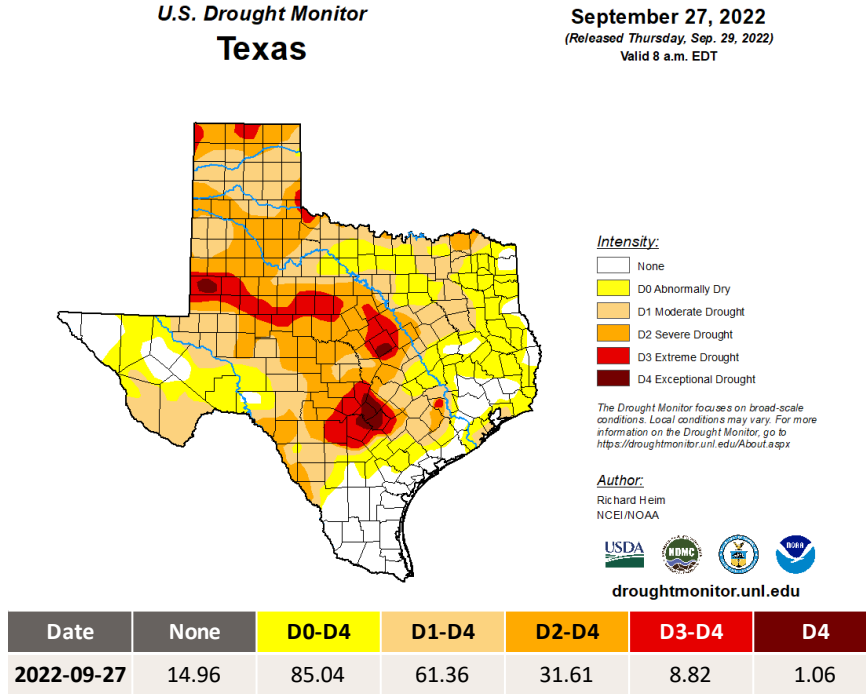 U.S. Drought Monitor
Texas
September 27, 2022
(Released Thursday, Sep. 29, 2022)
Valid 8 a.m. EDT
Intensity:
None
D0 Abnormally Dry
D1 Moderate Drought
D2 Severe Drought
D3 Extreme Drought
D4 Exceptional Drought
The Drought Monitor focuses on broad-scale
conditions. Local conditions may vary. For more
information on the Drought Monitor, go to
https://droughtmonitor.unl.edu/About.aspx
Author:
Richard Heim
NCEI/NOAA
USDA
NDMC
NOAA
droughtmonitor.unl.edu
Date None D0-D4 D1-D4 D2-D4 D3-D4 D4
2022-09-27 14.96 85.04 61.36 31.61 8.82 1.06